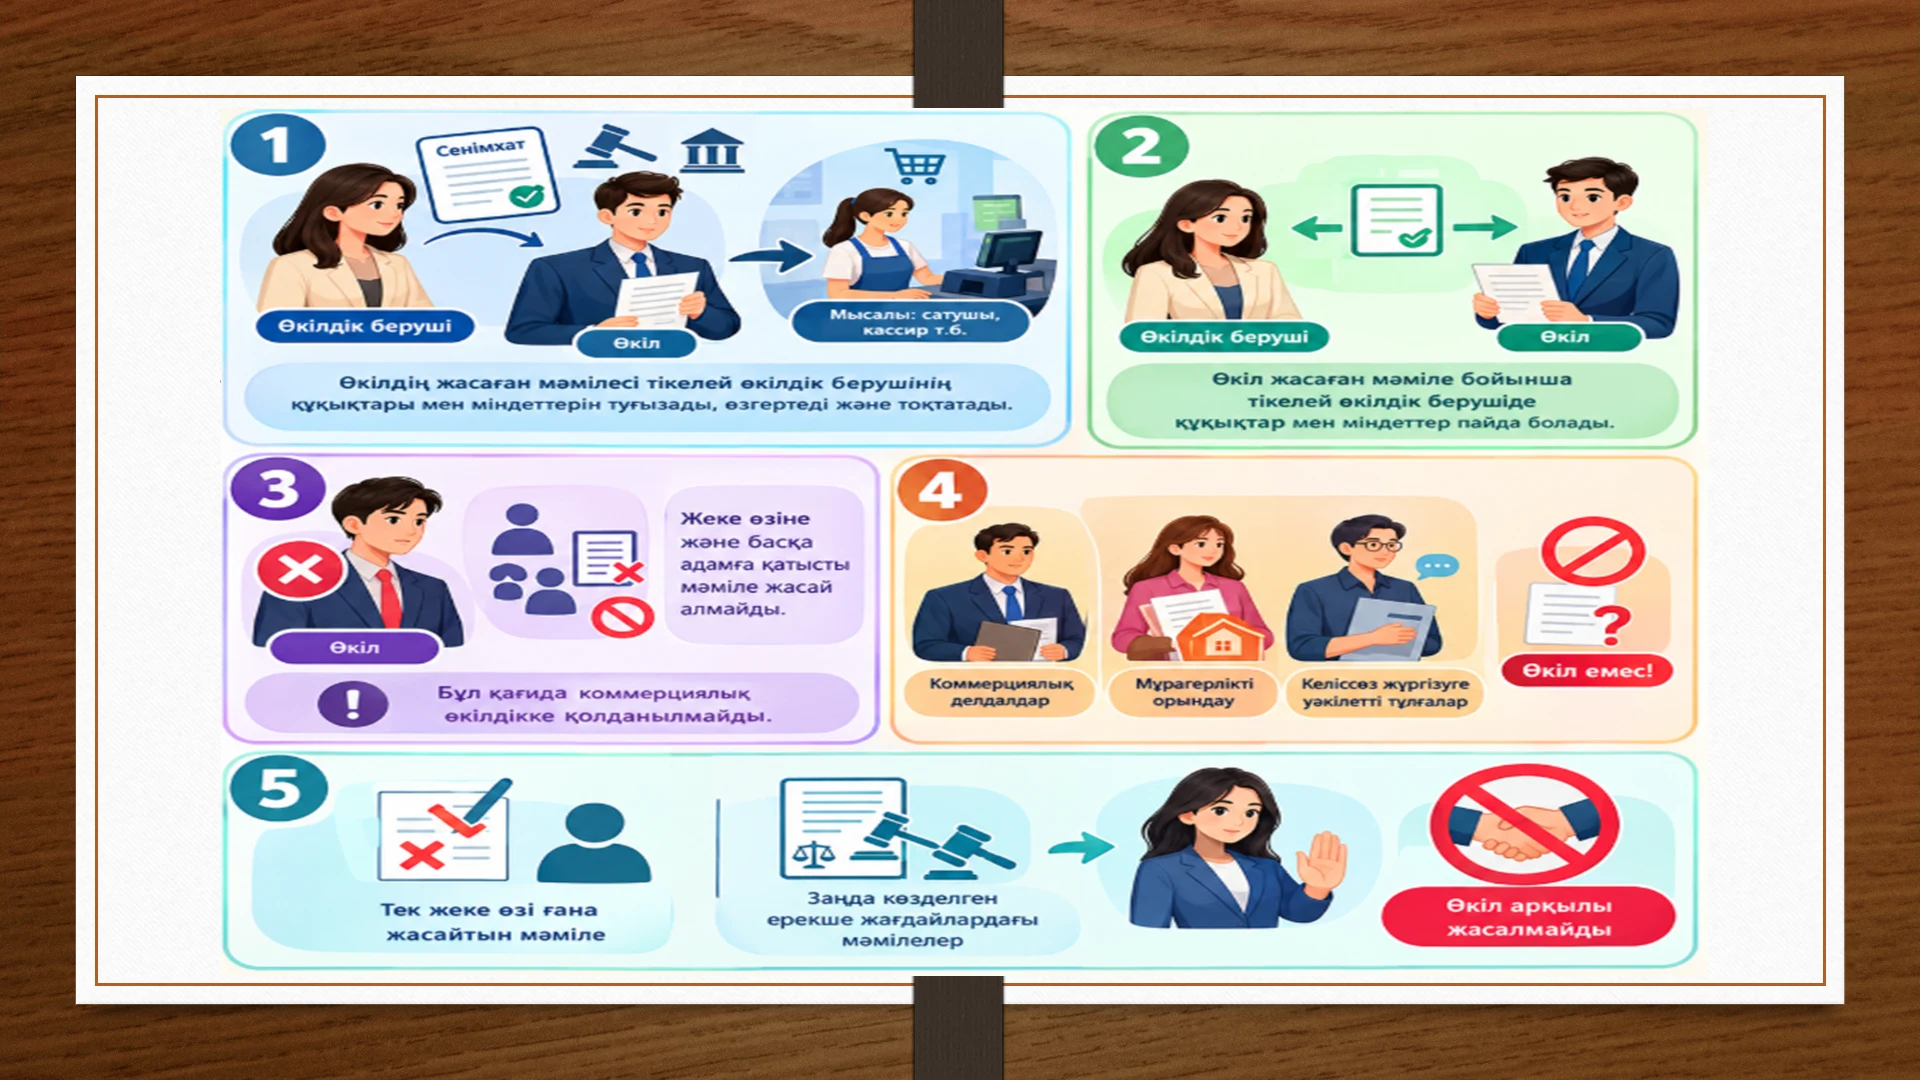 1
Сенімхат
Өкілдік беруші
Өкіл
Мысалы: сатушы,
кассир т.б.
Өкілдің жасаған мәмілесі тікелей өкілдік берушінің
құқықтары мен міндеттерін туғызады, өзгертеді және тоқтатады.
2
Өкілдік беруші
Өкіл
Өкіл жасаған мәміле бойынша
тікелей өкілдік берушіде
құқықтар мен міндеттер пайда болады.
3
Өкіл
Жеке өзіне
және басқа
адамға қатысты
мәміле жасай
алмайды.
! Бұл қағида коммерциялық
өкілдікке қолданылмайды.
4
Коммерциялық
делдалдар
Мұрагерлікті
орындау
Келіссөз жүргізуге
уәкілетті тұлғалар
?
Өкіл емес!
5
Тек жеке өзі ғана
жасайтын мәміле
Заңда көзделген
ерекше жағдайлардағы
мәмілелер
Өкіл арқылы
жасалмайды